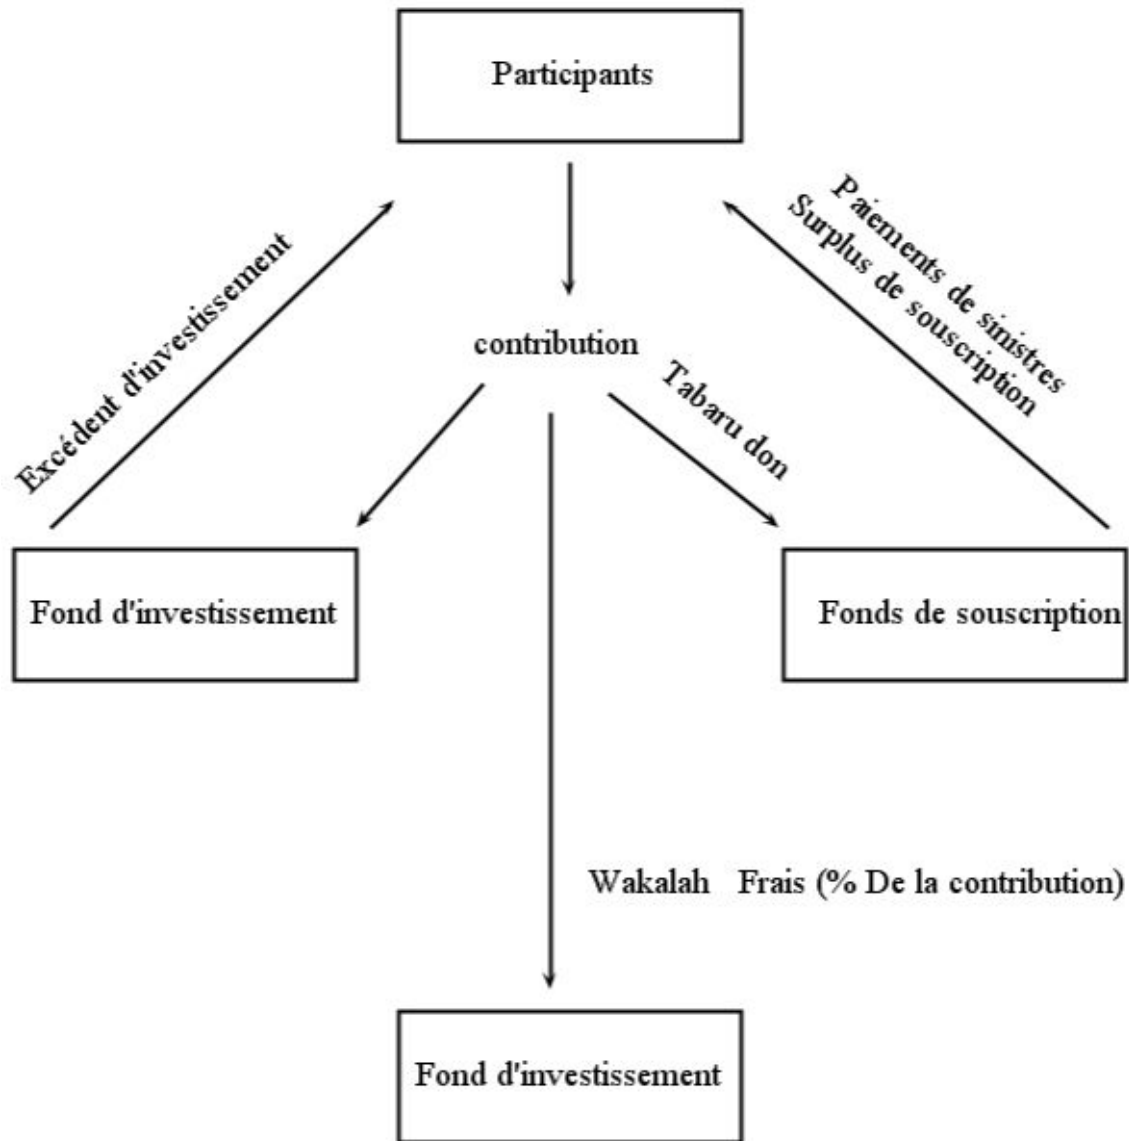 Participants
Paiements de sinistres
Surplus de souscription
Excédent d'investissement
contribution
Tabaru don
Fond d'investissement
Fonds de souscription
Wakalah Frais (% De la contribution)
Fond d'investissement